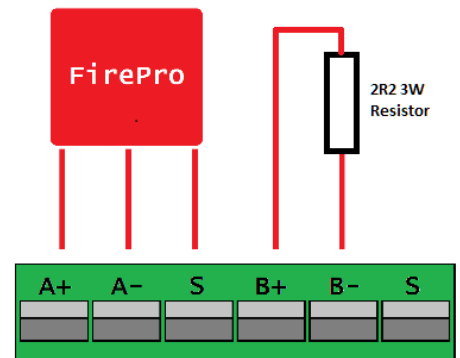 FirePro
2R2 3W
Resistor
A+ A- S B+ B- S